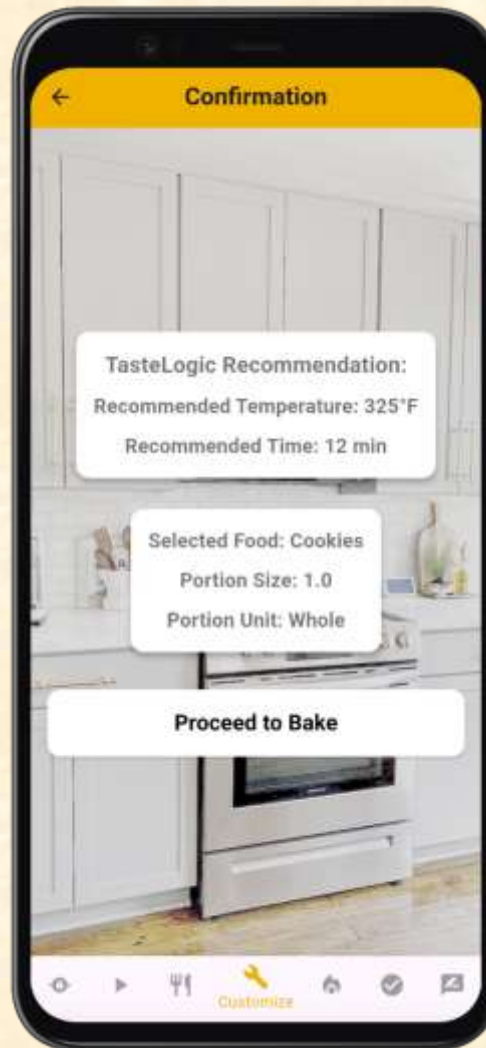 Confirmation
TasteLogic Recommendation:
Recommended Temperature: 325°F
Recommended Time: 12 min
Selected Food: Cookies
Portion Size: 1.0
Portion Unit: Whole
Proceed to Bake
Customize